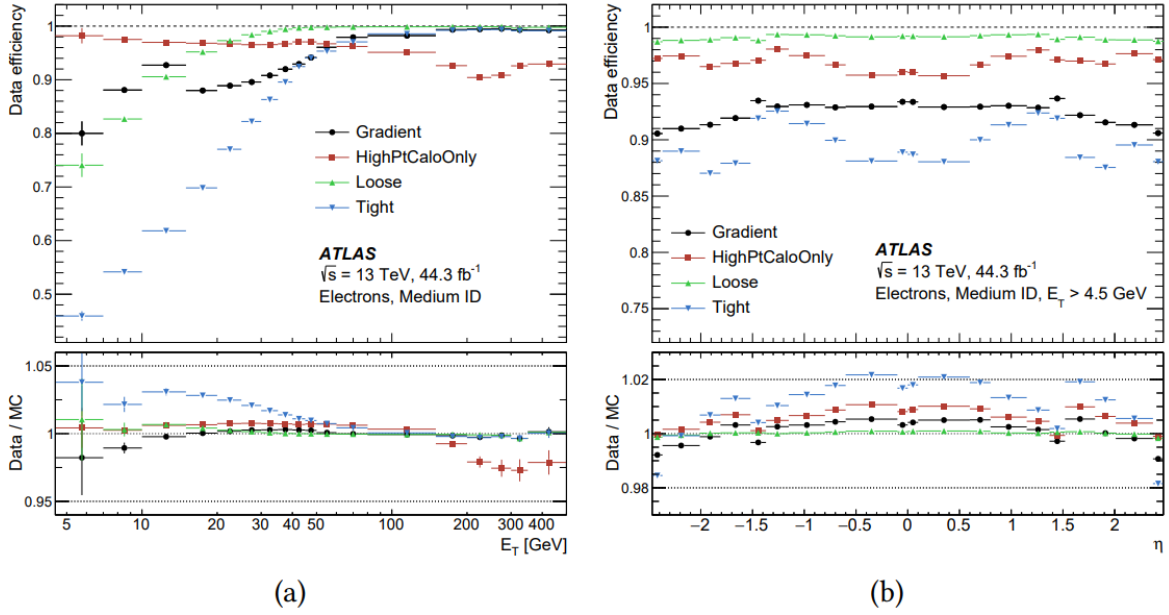 Data efficiency
1
0.9
0.8
0.7
0.6
0.5
Gradient
HighPtCaloOnly
Loose
Tight
ATLAS
√s = 13 TeV, 44.3 fb⁻¹
Electrons, Medium ID
Data / MC
1.05
1
0.95
5 10 20 30 40 50 100 200 300 400
E_T [GeV]
(a)
Data efficiency
1
0.95
0.9
0.85
0.8
0.75
Gradient
HighPtCaloOnly
Loose
Tight
ATLAS
√s = 13 TeV, 44.3 fb⁻¹
Electrons, Medium ID, E_T > 4.5 GeV
Data / MC
1.02
1
0.98
−2 −1.5 −1 −0.5 0 0.5 1 1.5 2
η
(b)